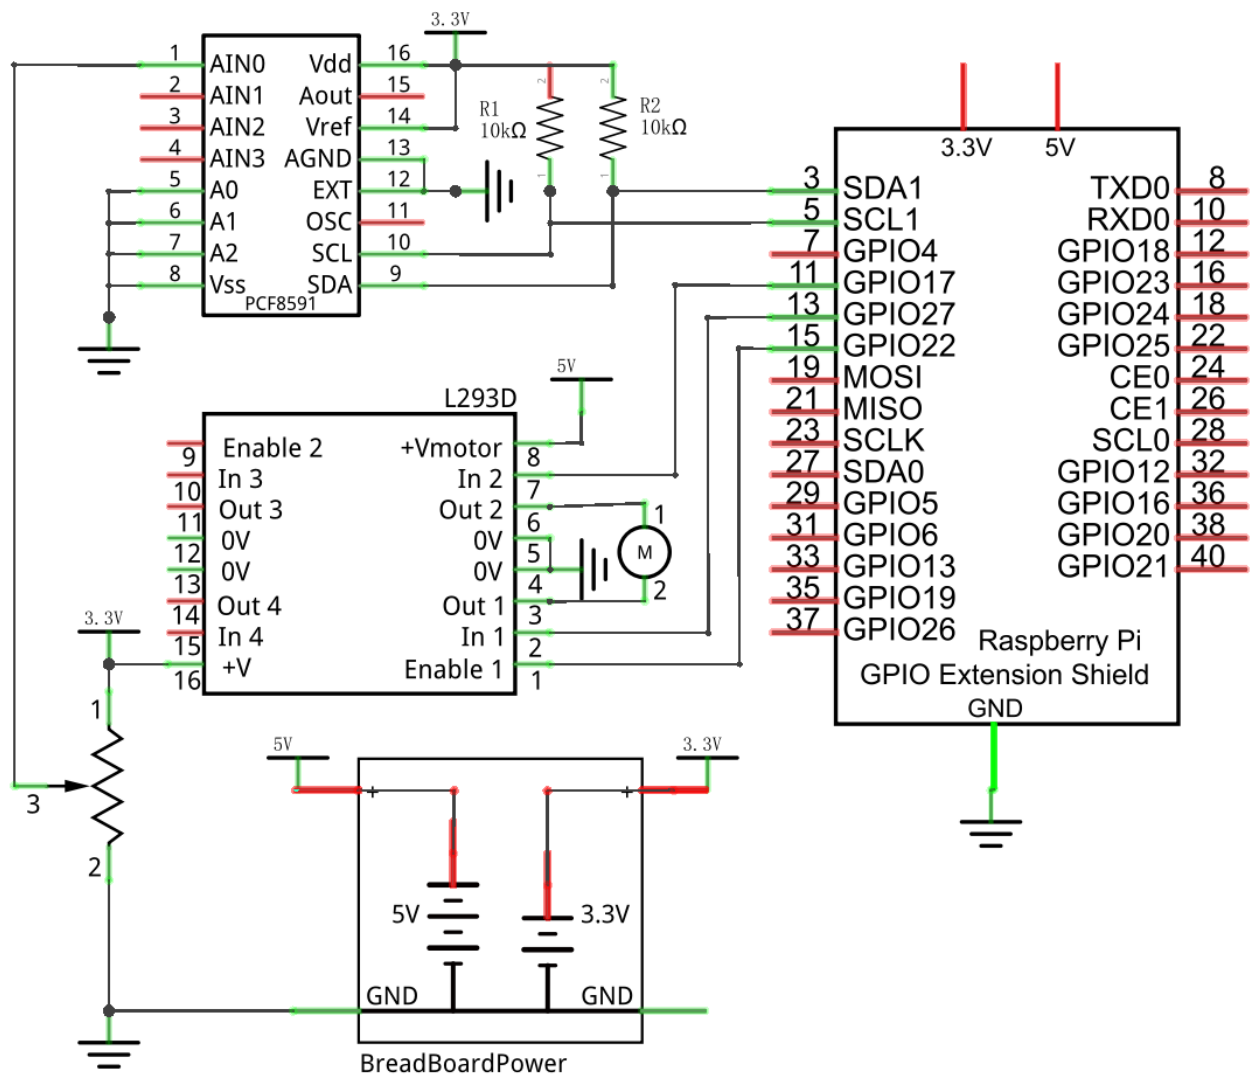 3.3V
1 AIN0 Vdd 16
2 AIN1 Aout 15
3 AIN2 Vref 14
4 AIN3 AGND 13
5 A0 EXT 12
6 A1 OSC 11
7 A2 SCL 10
8 Vss SDA 9
PCF8591
2
R1
10kΩ
1
2
R2
10kΩ
1
3.3V 5V
3 SDA1 TXD0 8
5 SCL1 RXD0 10
7 GPIO4 GPIO18 12
11 GPIO17 GPIO23 16
13 GPIO27 GPIO24 18
15 GPIO22 GPIO25 22
19 MOSI CE0 24
21 MISO CE1 26
23 SCLK SCL0 28
27 SDA0 GPIO12 32
29 GPIO5 GPIO16 36
31 GPIO6 GPIO20 38
33 GPIO13 GPIO21 40
35 GPIO19
37 GPIO26
Raspberry Pi
GPIO Extension Shield
GND
5V
L293D
9 Enable 2 +Vmotor 8
10 In 3 In 2 7
11 Out 3 Out 2 6
12 0V 0V 5
13 0V 0V 4
14 Out 4 Out 1 3
15 In 4 In 1 2
16 +V Enable 1 1
1
M
2
3.3V
1
3
2
5V
3.3V
+ +
5V 3.3V
GND GND
BreadBoardPower